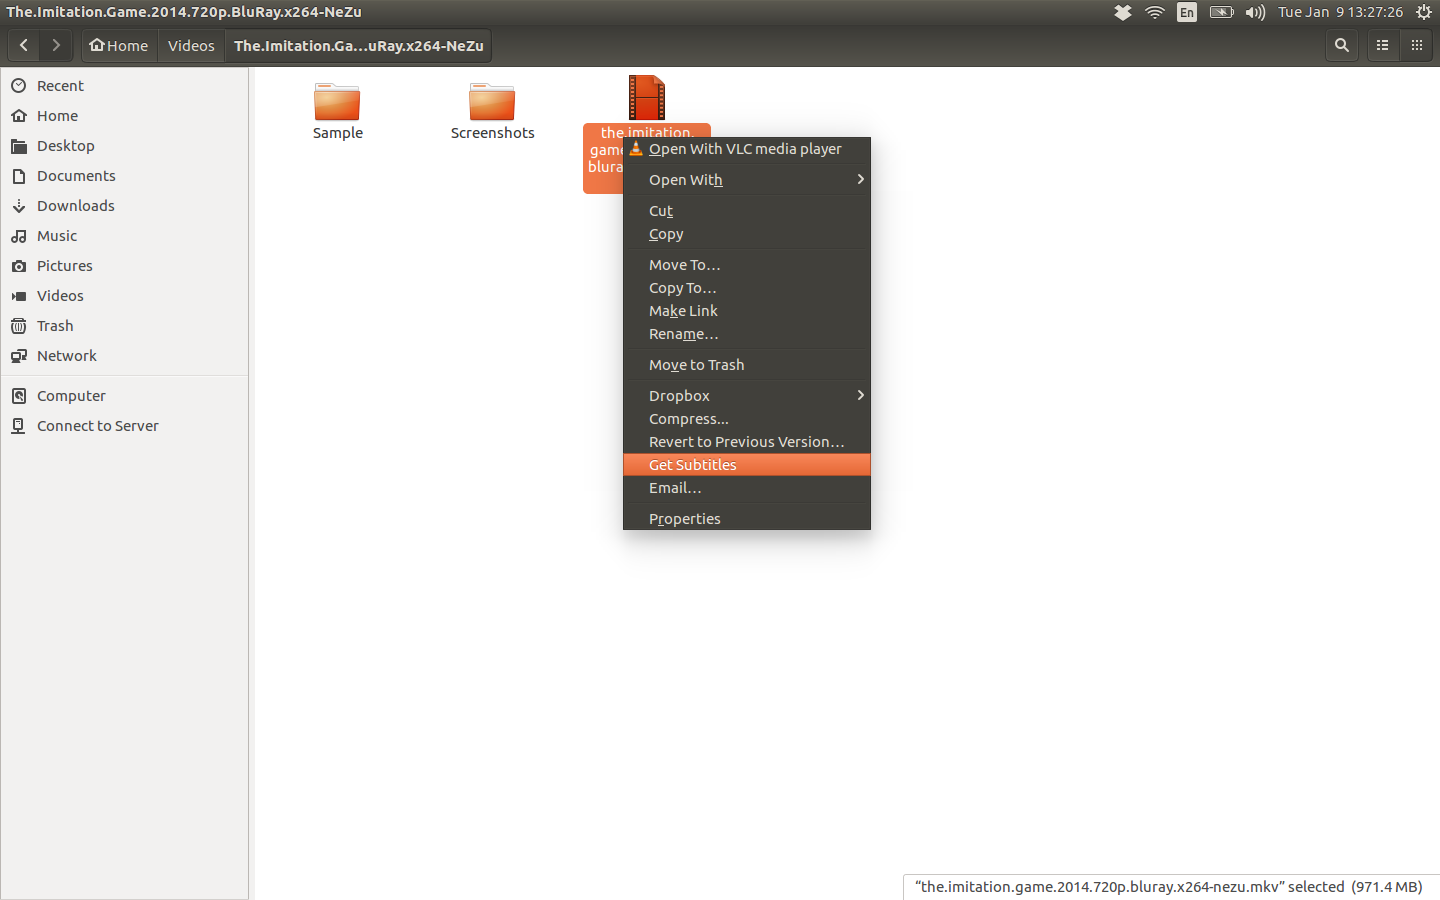 The.Imitation.Game.2014.720p.BluRay.x264-NeZu
En
Tue Jan 9 13:27:26
Home
Videos
The.Imitation.Ga...uRay.x264-NeZu
Recent
Home
Desktop
Documents
Downloads
Music
Pictures
Videos
Trash
Network
Computer
Connect to Server
Sample
Screenshots
the.imitation.
game
blura
Open With VLC media player
Open With
Cut
Copy
Move To…
Copy To…
Make Link
Rename…
Move to Trash
Dropbox
Compress...
Revert to Previous Version…
Get Subtitles
Email…
Properties
“the.imitation.game.2014.720p.bluray.x264-nezu.mkv” selected (971.4 MB)